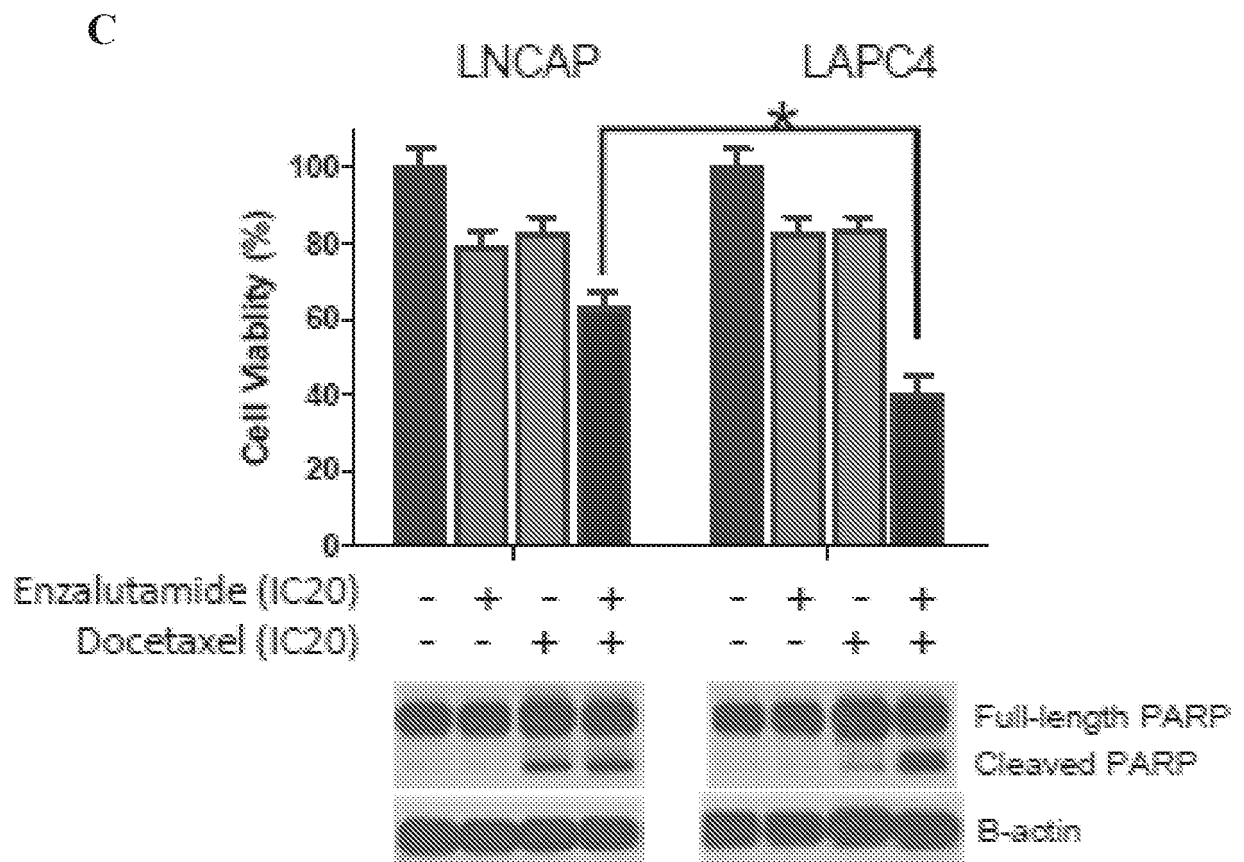 C
LNCAP LAPC4
*
Cell Viability (%)
100
80
60
40
20
0
Enzalutamide (IC20) - + - + - + - +
Docetaxel (IC20) - - + + - - + +
Full-length PARP
Cleaved PARP
B-actin